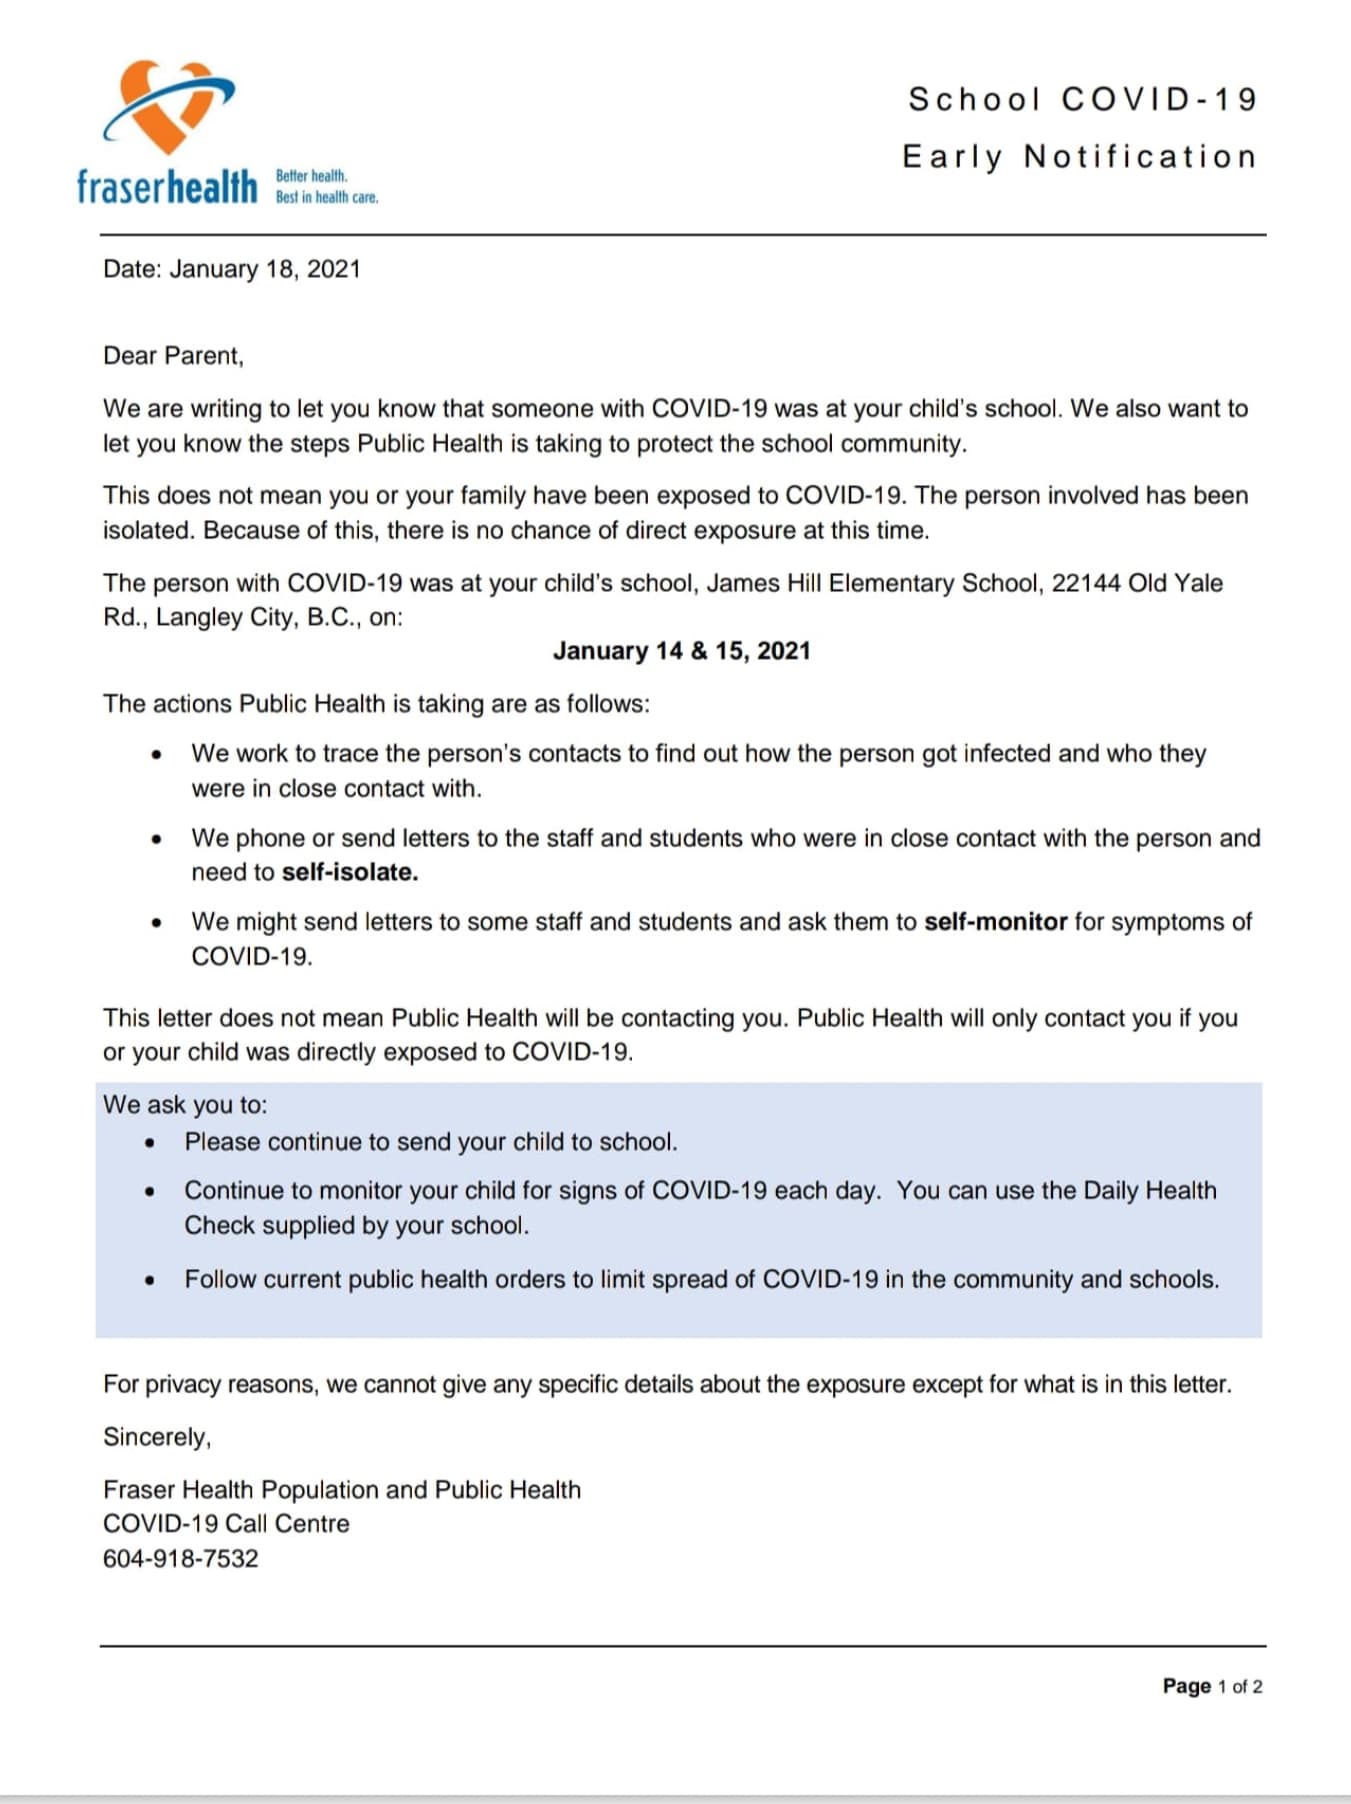 School COVID-19
Early Notification
fraserhealth
Better health.
Best in health care.
Date: January 18, 2021
Dear Parent,
We are writing to let you know that someone with COVID-19 was at your child's school. We also want to
let you know the steps Public Health is taking to protect the school community.
This does not mean you or your family have been exposed to COVID-19. The person involved has been
isolated. Because of this, there is no chance of direct exposure at this time.
The person with COVID-19 was at your child's school, James Hill Elementary School, 22144 Old Yale
Rd., Langley City, B.C., on:
January 14 & 15, 2021
The actions Public Health is taking are as follows:
• We work to trace the person's contacts to find out how the person got infected and who they
were in close contact with.
• We phone or send letters to the staff and students who were in close contact with the person and
need to self-isolate.
• We might send letters to some staff and students and ask them to self-monitor for symptoms of
COVID-19.
This letter does not mean Public Health will be contacting you. Public Health will only contact you if you
or your child was directly exposed to COVID-19.
We ask you to:
• Please continue to send your child to school.
• Continue to monitor your child for signs of COVID-19 each day. You can use the Daily Health
Check supplied by your school.
• Follow current public health orders to limit spread of COVID-19 in the community and schools.
For privacy reasons, we cannot give any specific details about the exposure except for what is in this letter.
Sincerely,
Fraser Health Population and Public Health
COVID-19 Call Centre
604-918-7532
Page 1 of 2